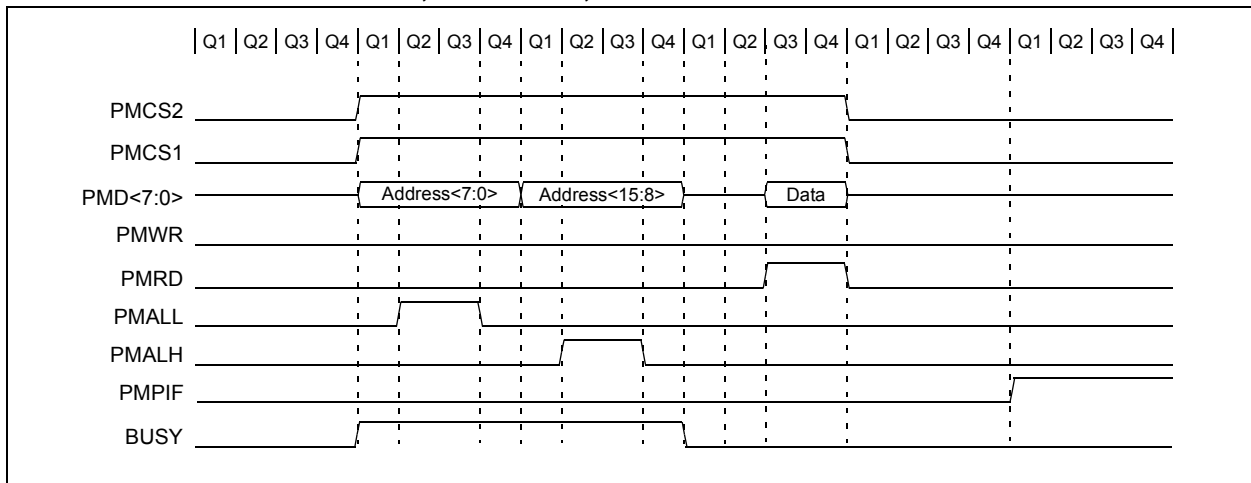 Q1 Q2 Q3 Q4 Q1 Q2 Q3 Q4 Q1 Q2 Q3 Q4 Q1 Q2 Q3 Q4 Q1 Q2 Q3 Q4 Q1 Q2 Q3 Q4
PMCS2
PMCS1
PMD<7:0> Address<7:0> Address<15:8> Data
PMWR
PMRD
PMALL
PMALH
PMPIF
BUSY